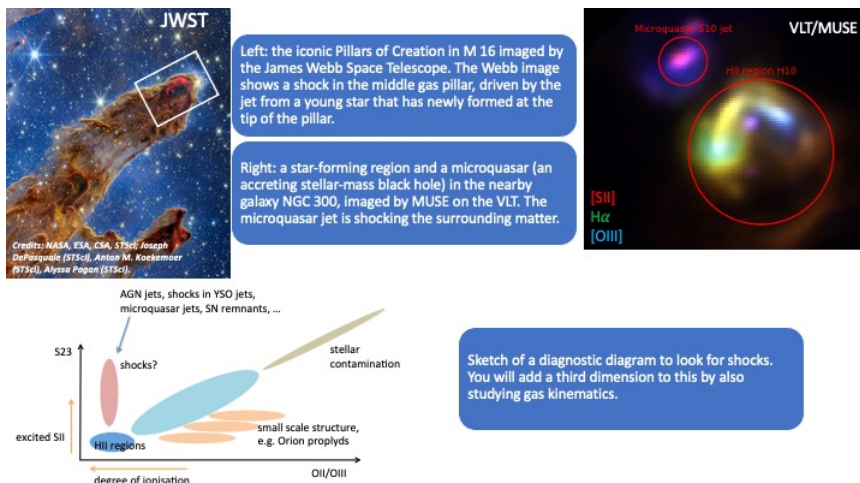 JWST
Left: the iconic Pillars of Creation in M 16 imaged by
the James Webb Space Telescope. The Webb image
shows a shock in the middle gas pillar, driven by the
jet from a young star that has newly formed at the
tip of the pillar.
Right: a star-forming region and a microquasar (an
accreting stellar-mass black hole) in the nearby
galaxy NGC 300, imaged by MUSE on the VLT. The
microquasar jet is shocking the surrounding matter.
Credits: NASA, ESA, CSA, STScI; Joseph
DePasquale (STScI), Anton M. Koekemoer
(STScI), Alyssa Pagan (STScI).
VLT/MUSE
Microquasar S10 jet
HII region H10
[SII]
Hα
[OIII]
AGN jets, shocks in YSO jets,
microquasar jets, SN remnants, ...
S23
shocks?
stellar
contamination
excited SII
HII regions
small scale structure,
e.g. Orion proplyds
OII/OIII
degree of ionisation
Sketch of a diagnostic diagram to look for shocks.
You will add a third dimension to this by also
studying gas kinematics.